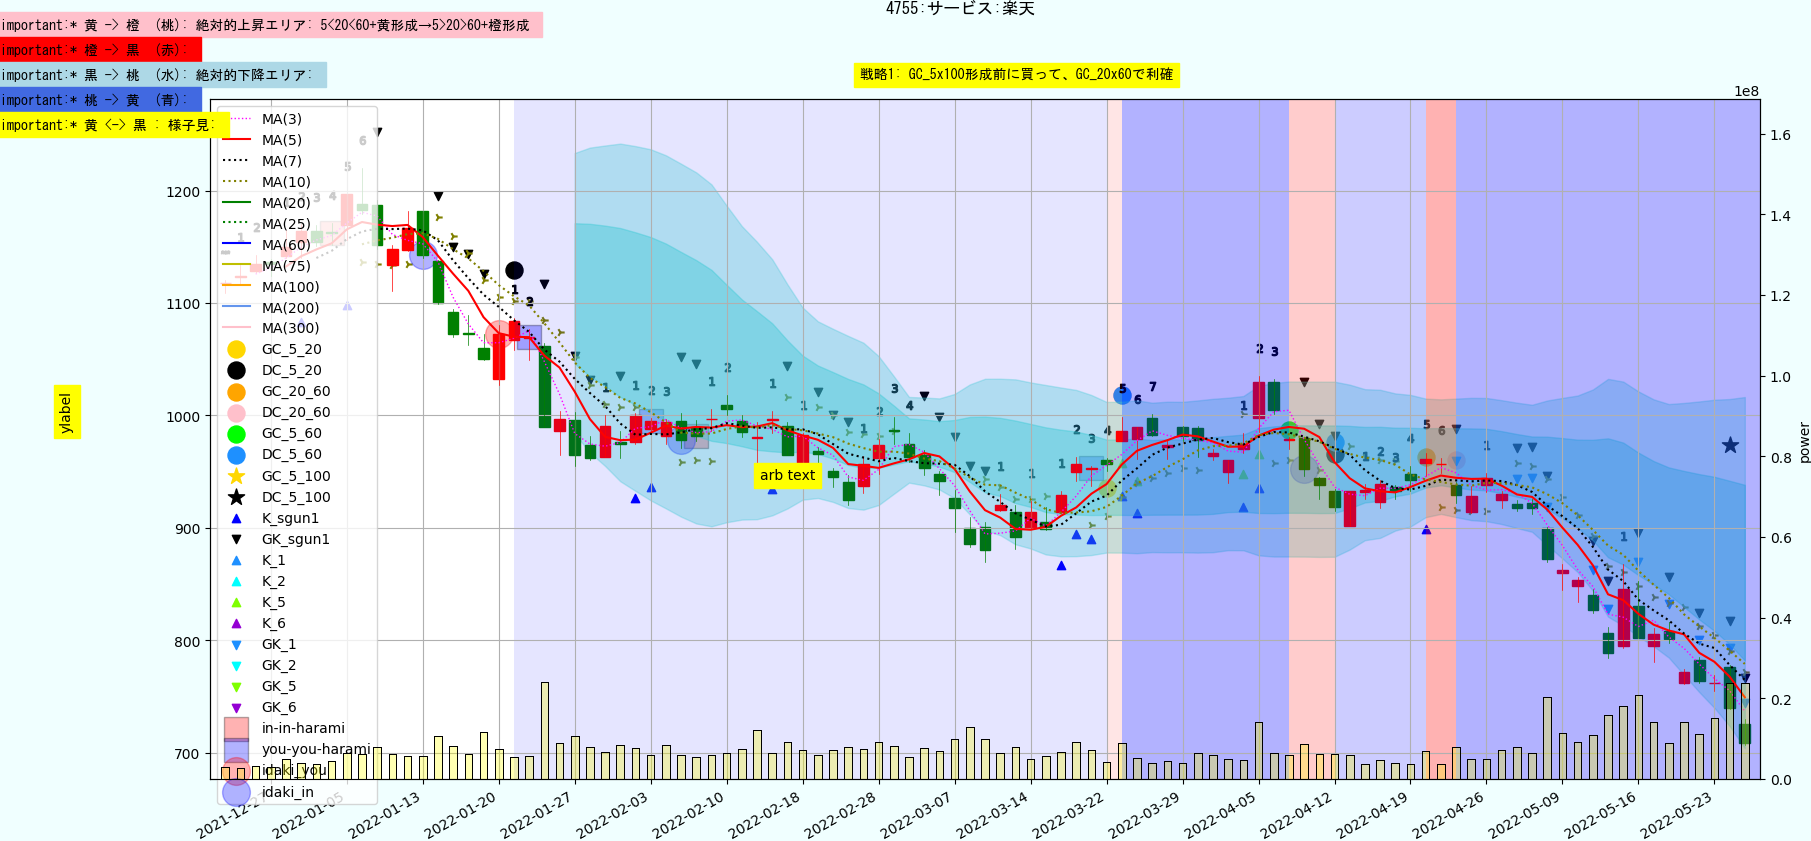 4755:サービス:楽天
important:* 黄 -> 橙 (桃): 絶対的上昇エリア: 5<20<60+黄形成→5>20>60+橙形成
important:* 橙 -> 黒 (赤):
important:* 黒 -> 桃 (水): 絶対的下降エリア:
戦略1: GC_5x100形成前に買って、GC_20x60で利確
important:* 桃 -> 黄 (青):
important:* 黄 <-> 黒 : 様子見:
1e8
MA(3)
MA(5)
MA(7)
MA(10)
MA(20)
MA(25)
MA(60)
MA(75)
MA(100)
MA(200)
MA(300)
GC_5_20
DC_5_20
GC_20_60
DC_20_60
GC_5_60
DC_5_60
GC_5_100
DC_5_100
K_sgun1
GK_sgun1
K_1
K_2
K_5
K_6
GK_1
GK_2
GK_5
GK_6
in-in-harami
you-you-harami
idaki_you
idaki_in
1200
1100
1000
900
800
700
ylabel
arb text
1.6
1.4
1.2
1.0
0.8
0.6
0.4
0.2
0.0
power
2022-01-05
2022-01-13
2022-01-20
2022-01-27
2022-02-03
2022-02-10
2022-02-18
2022-02-28
2022-03-07
2022-03-14
2022-03-22
2022-03-29
2022-04-05
2022-04-12
2022-04-19
2022-04-26
2022-05-09
2022-05-16
2022-05-23